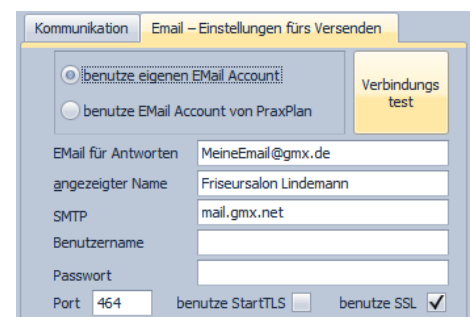 Kommunikation
Email – Einstellungen fürs Versenden
benutze eigenen EMail Account
benutze EMail Account von PraxPlan
Verbindungs
test
EMail für Antworten MeineEmail@gmx.de
angezeigter Name Friseursalon Lindemann
SMTP mail.gmx.net
Benutzername
Passwort
Port 464 benutze StartTLS benutze SSL